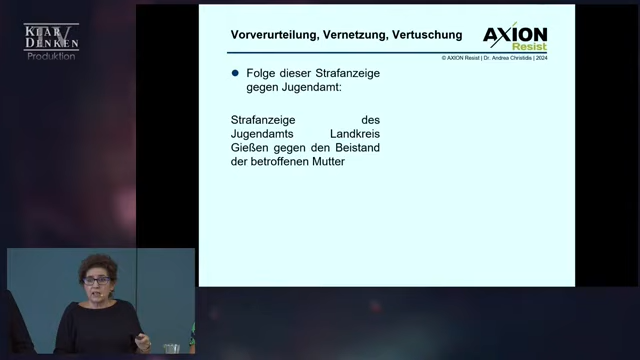 KLAR
DENKEN
TV
Produktion
Vorverurteilung, Vernetzung, Vertuschung
AXION
Resist
© AXION Resist | Dr. Andrea Christidis | 2024
Folge dieser Strafanzeige
gegen Jugendamt:
Strafanzeige des
Jugendamts Landkreis
Gießen gegen den Beistand
der betroffenen Mutter